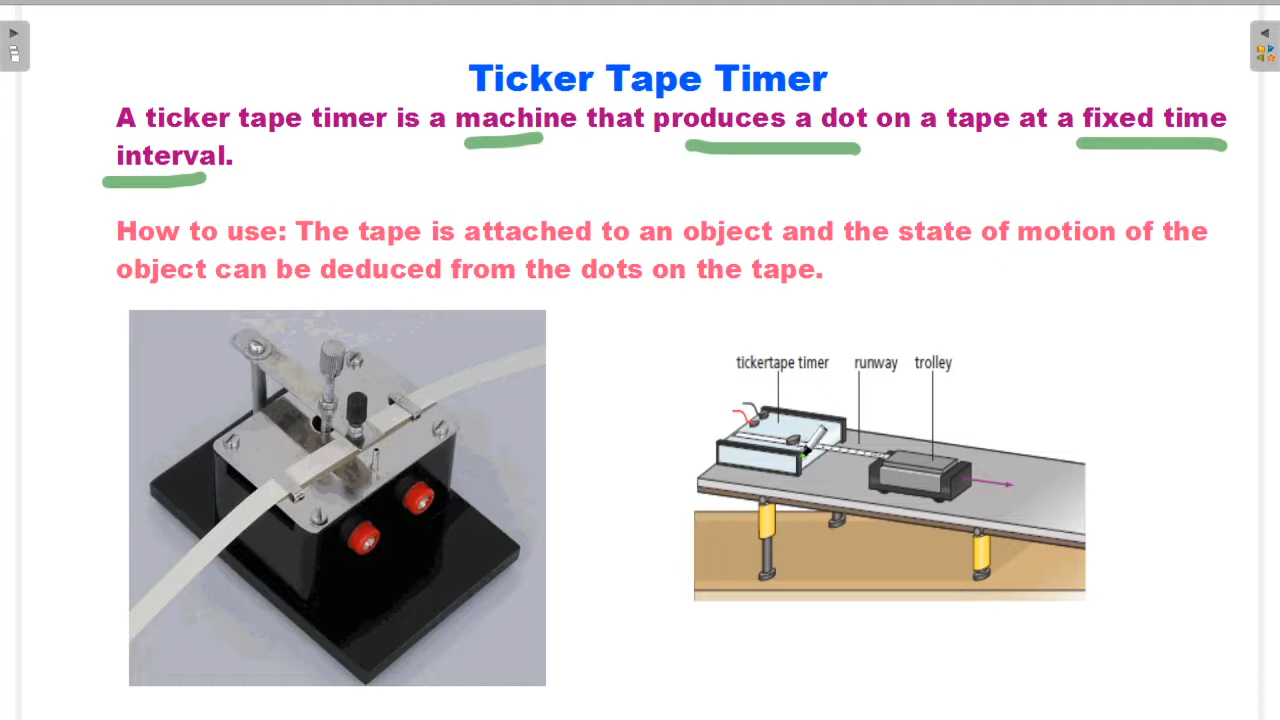 Ticker Tape Timer
A ticker tape timer is a machine that produces a dot on a tape at a fixed time
interval.
How to use: The tape is attached to an object and the state of motion of the
object can be deduced from the dots on the tape.
tickertape timer runway trolley